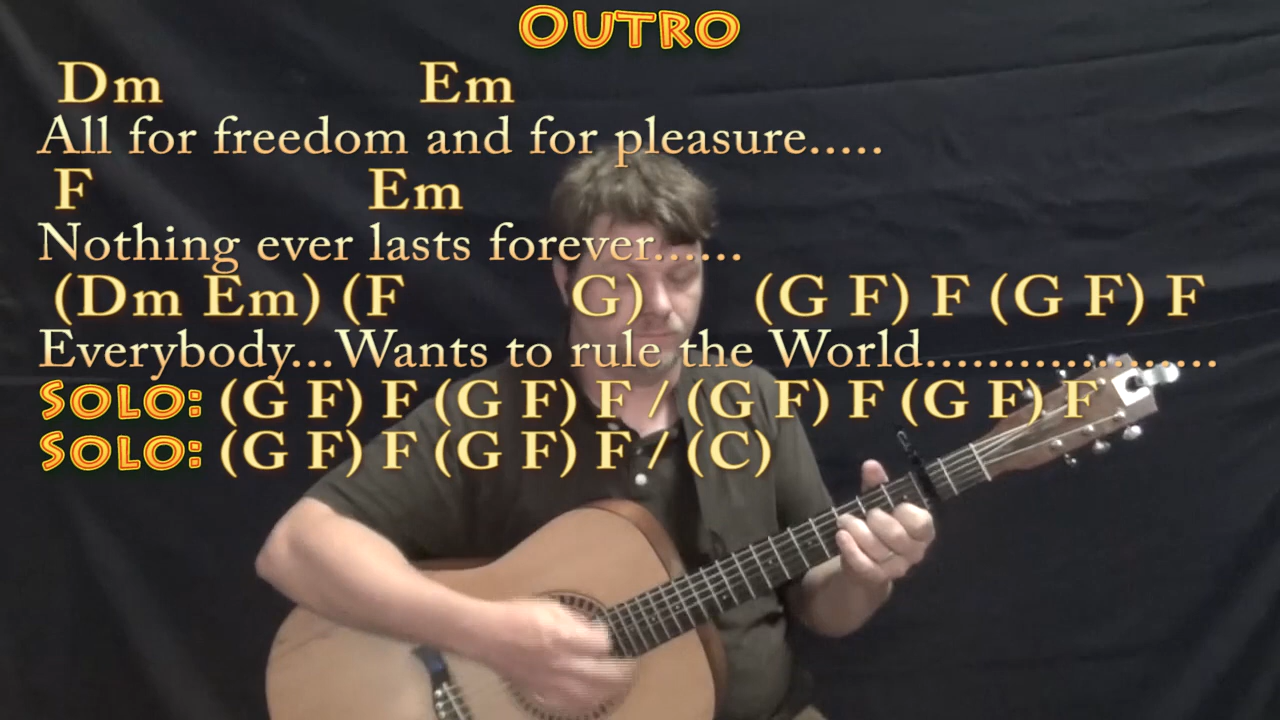 OUTRO
Dm Em
All for freedom and for pleasure.....
F Em
Nothing ever lasts forever......
(Dm Em) (F G) (G F) F (G F) F
Everybody...Wants to rule the World...................
SOLO: (G F) F (G F) F / (G F) F (G F) F
SOLO: (G F) F (G F) F / (C)